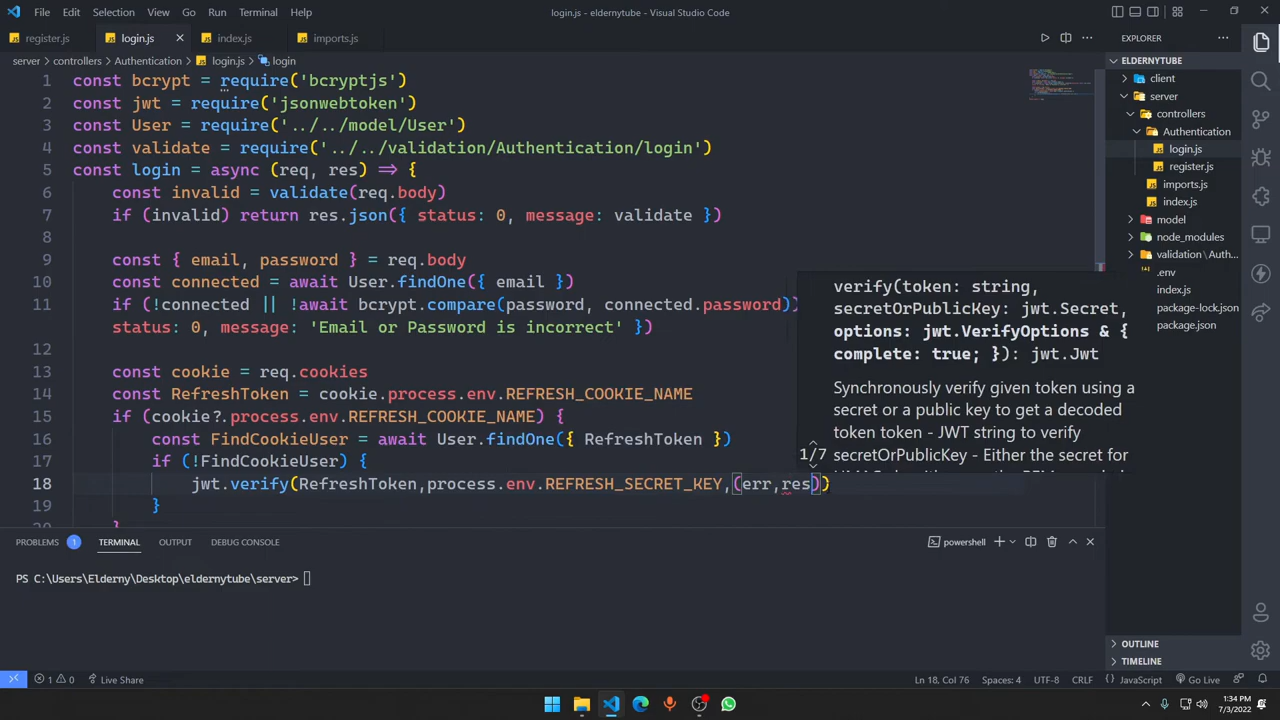 File Edit Selection View Go Run Terminal Help
login.js - eldernytube - Visual Studio Code
register.js login.js index.js imports.js
server > controllers > Authentication > login.js > login
1 const bcrypt = require('bcryptjs')
2 const jwt = require('jsonwebtoken')
3 const User = require('../../model/User')
4 const validate = require('../../validation/Authentication/login')
5 const login = async (req, res) => {
6 const invalid = validate(req.body)
7 if (invalid) return res.json({ status: 0, message: validate })
8
9 const { email, password } = req.body
10 const connected = await User.findOne({ email })
11 if (!connected || !await bcrypt.compare(password, connected.password))
status: 0, message: 'Email or Password is incorrect' })
12
13 const cookie = req.cookies
14 const RefreshToken = cookie.process.env.REFRESH_COOKIE_NAME
15 if (cookie?.process.env.REFRESH_COOKIE_NAME) {
16 const FindCookieUser = await User.findOne({ RefreshToken })
17 if (!FindCookieUser) {
18 jwt.verify(RefreshToken,process.env.REFRESH_SECRET_KEY,(err,res))
19 }
20 }
verify(token: string,
secretOrPublicKey: jwt.Secret,
options: jwt.VerifyOptions & {
complete: true; }): jwt.Jwt
Synchronously verify given token using a
secret or a public key to get a decoded
token token - JWT string to verify
1/7 secretOrPublicKey - Either the secret for
EXPLORER
ELDERNYTUBE
client
server
controllers
Authentication
login.js
register.js
imports.js
index.js
model
node_modules
validation\Auth...
.env
index.js
package-lock.json
package.json
OUTLINE
TIMELINE
PROBLEMS 1 TERMINAL OUTPUT DEBUG CONSOLE
powershell
PS C:\Users\Elderny\Desktop\eldernytube\server>
1 0 Live Share
Ln 18, Col 76 Spaces: 4 UTF-8 CRLF JavaScript Go Live
1:34 PM
7/3/2022